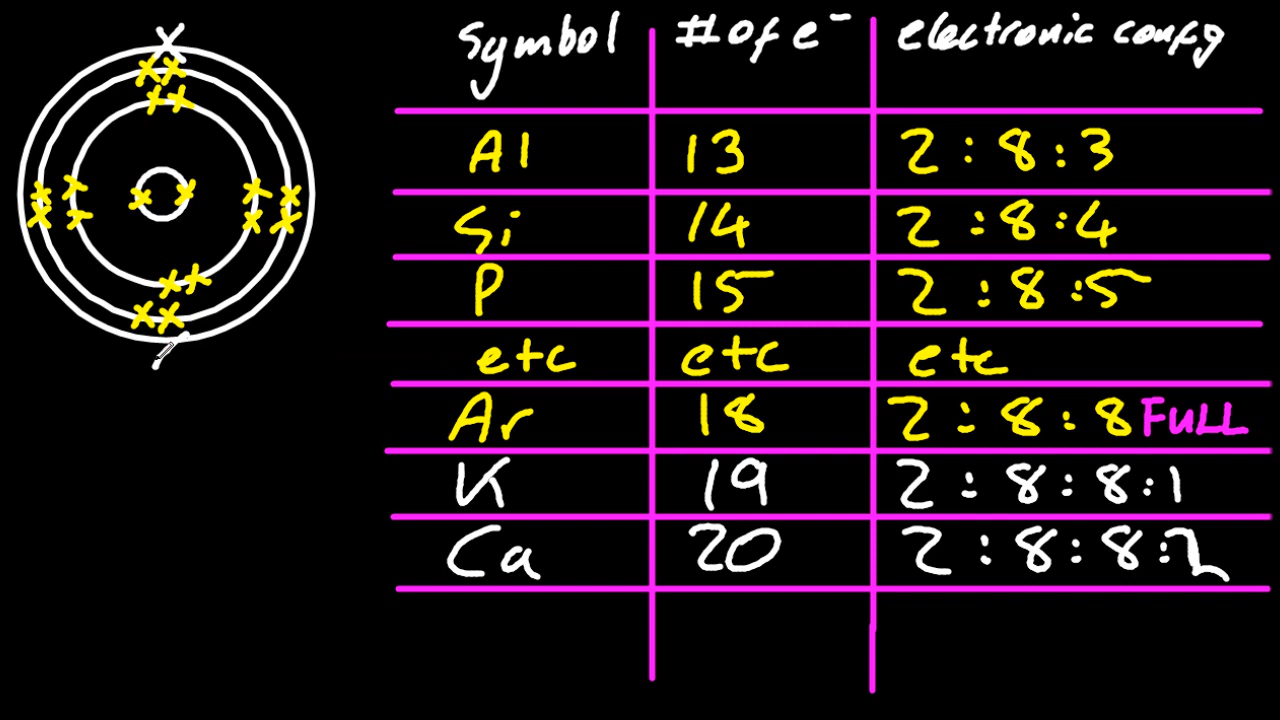 symbol # of e⁻ electronic config
Al 13 2 : 8 : 3
Si 14 2 : 8 : 4
P 15 2 : 8 : 5
etc etc etc
Ar 18 2 : 8 : 8 FULL
K 19 2 : 8 : 8 : 1
Ca 20 2 : 8 : 8 : 2